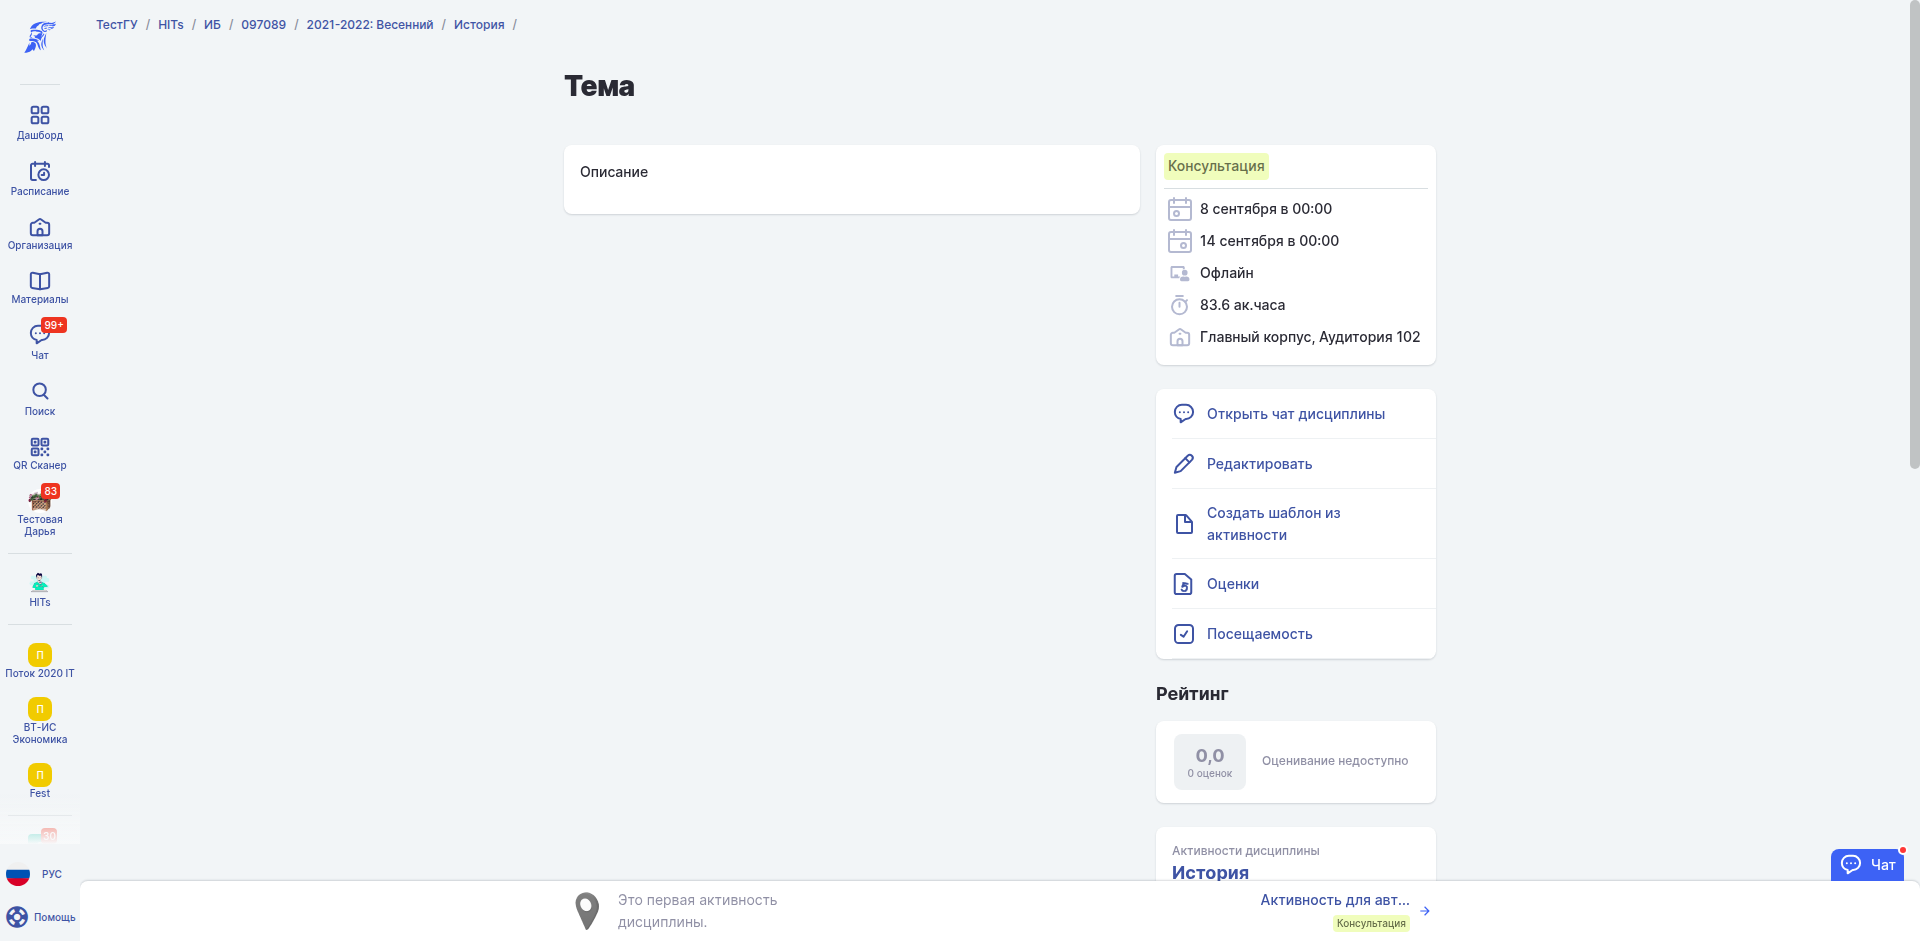 ТестГУ / HITs / ИБ / 097089 / 2021-2022: Весенний / История /
Тема
Дашборд
Расписание
Организация
Материалы
99+
Чат
Поиск
QR Сканер
83
Тестовая
Дарья
HITs
П
Поток 2020 IT
П
ВТ-ИС
Экономика
П
Fest
30
РУС
Помощь
Описание
Консультация
8 сентября в 00:00
14 сентября в 00:00
Офлайн
83.6 ак.часа
Главный корпус, Аудитория 102
Открыть чат дисциплины
Редактировать
Создать шаблон из
активности
5
Оценки
Посещаемость
Рейтинг
0,0
0 оценок
Оценивание недоступно
Активности дисциплины
История
Чат
Это первая активность
дисциплины.
Активность для авт...
Консультация